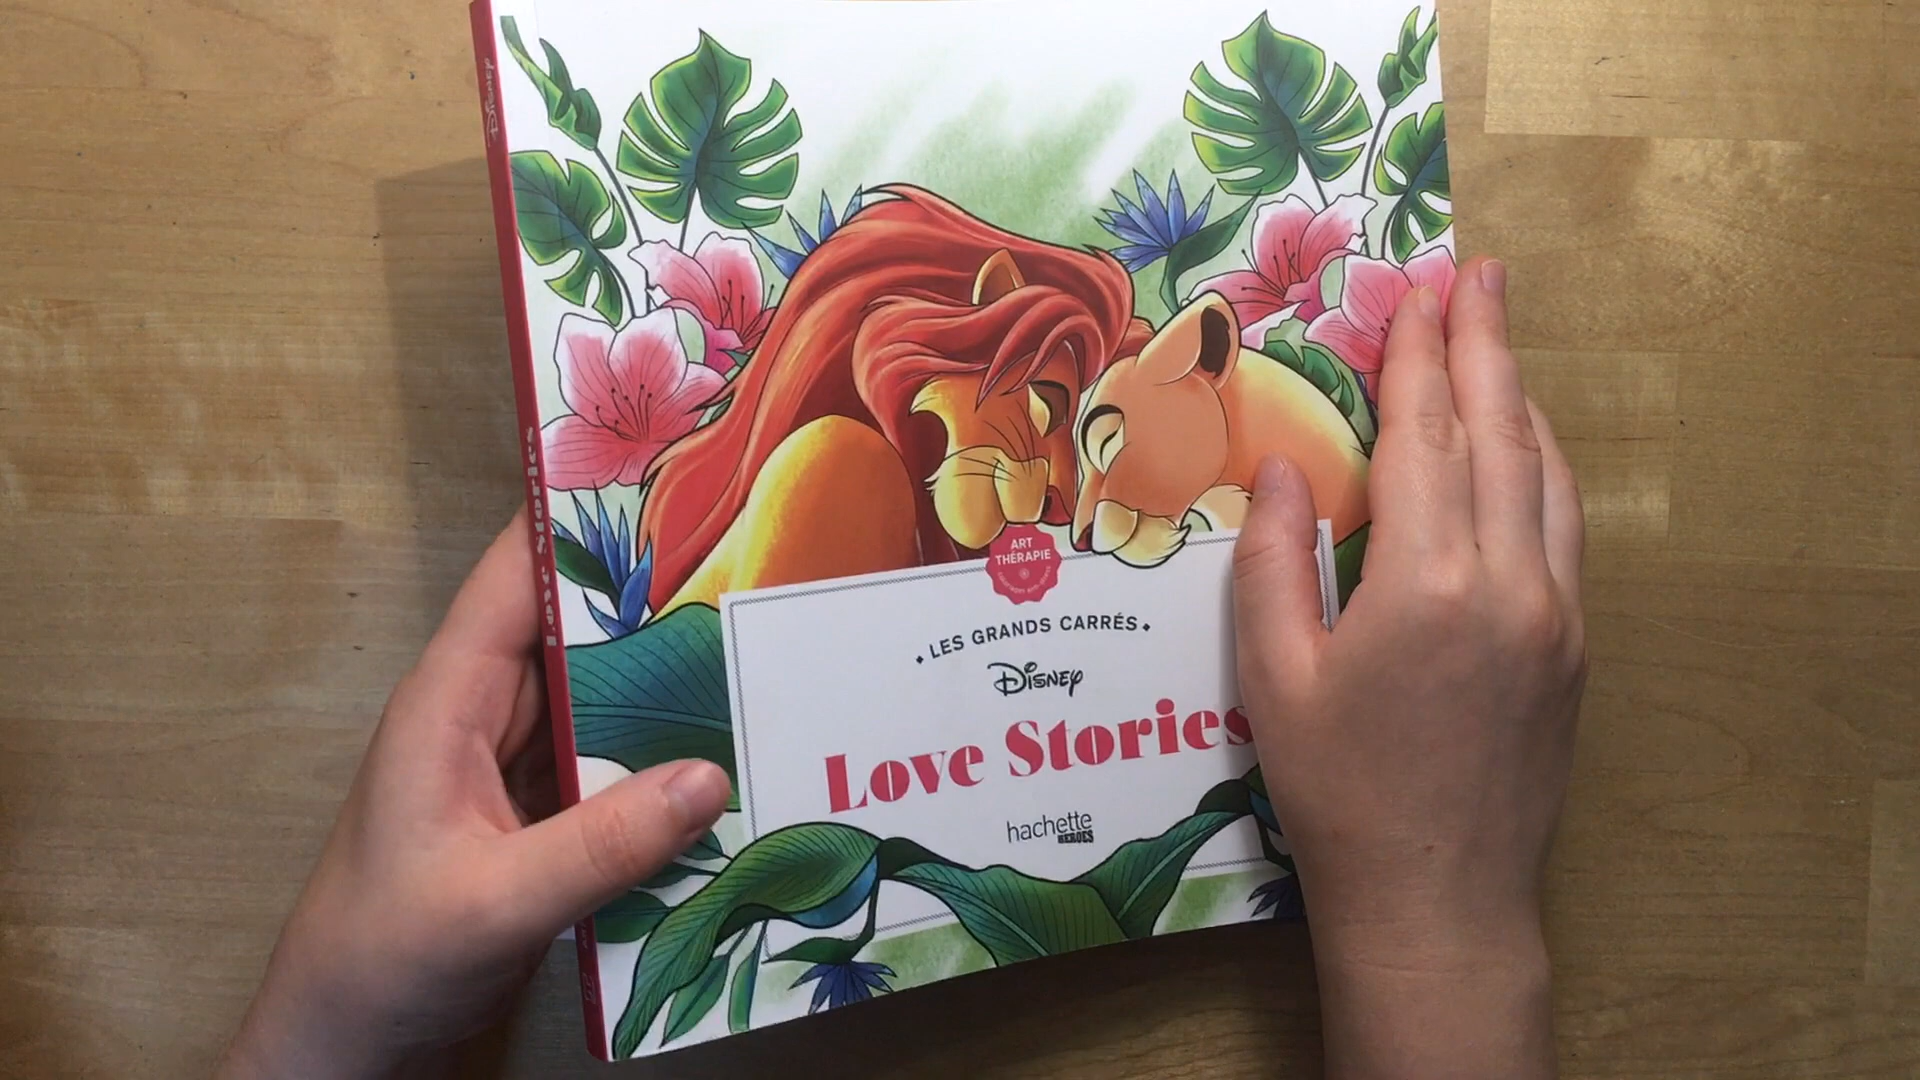 Disney
Love Stories
ART
THÉRAPIE
LES GRANDS CARRÉS
Disney
Love Stories
hachette
HEROES